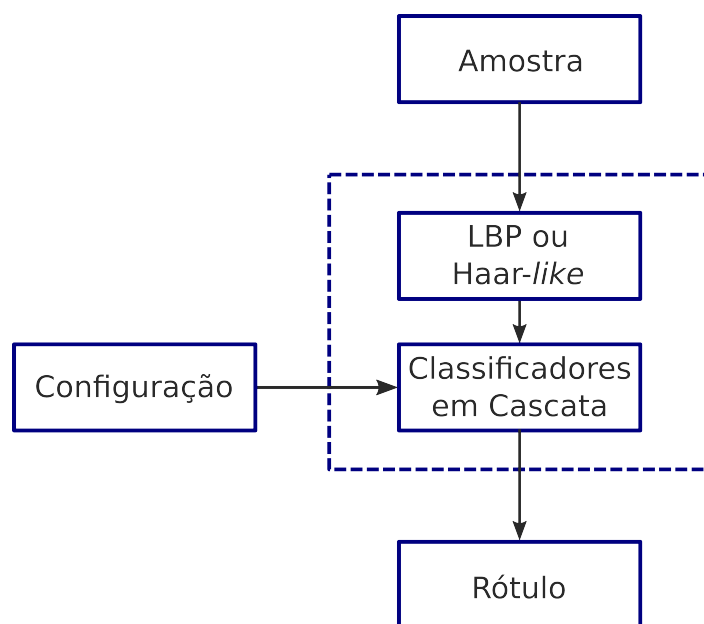 Amostra
LBP ou
Haar-like
Configuração
Classificadores
em Cascata
Rótulo